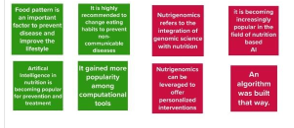 Food pattern is
an important
factor to prevent
disease and
improve the
lifestyle
It is highly
recommended to
change eating
habits to prevent
non-
communicable
diseases
Nutrigenomics
refers to the
integration of
genomic science
with nutrition
it is becoming
increasingly
popular in the
field of nutrition
based
AI
Artifical
Intelligence in
nutrition is
becoming popular
for prevention and
treatment
It gained more
popularity
among
computational
tools
Nutrigenomics
can be
leveraged to
offer
personalized
interventions
An
algorithm
was built
that way.